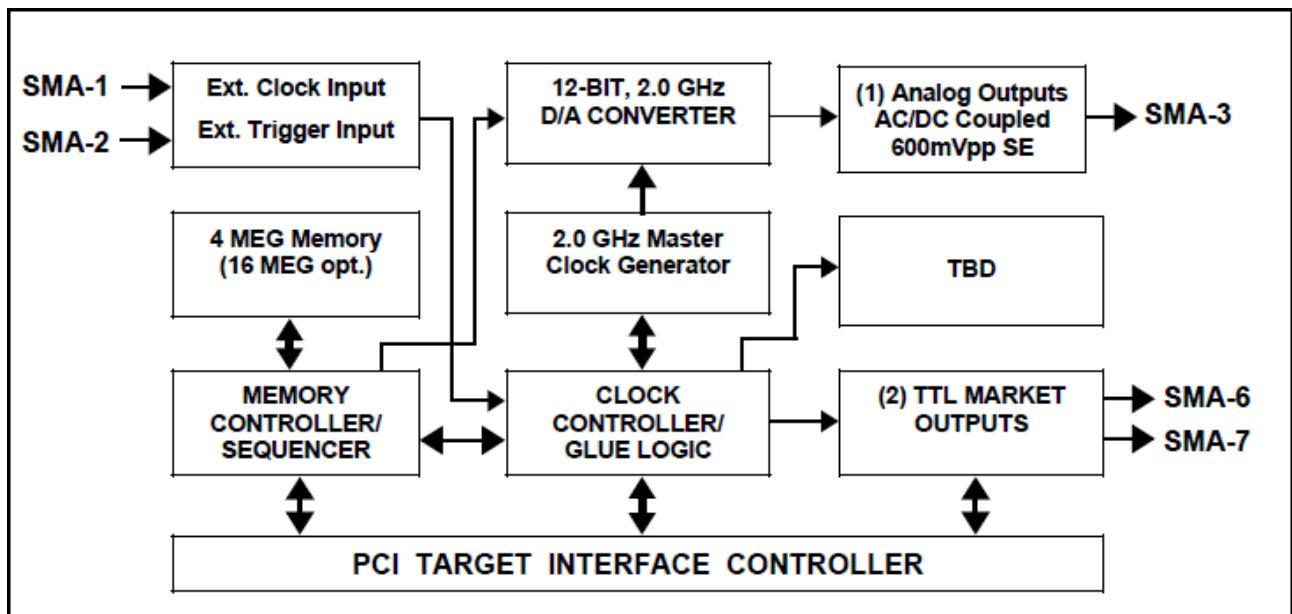 SMA-1
SMA-2
Ext. Clock Input
Ext. Trigger Input
12-BIT, 2.0 GHz
D/A CONVERTER
(1) Analog Outputs
AC/DC Coupled
600mVpp SE
SMA-3
4 MEG Memory
(16 MEG opt.)
2.0 GHz Master
Clock Generator
TBD
MEMORY
CONTROLLER/
SEQUENCER
CLOCK
CONTROLLER/
GLUE LOGIC
(2) TTL MARKET
OUTPUTS
SMA-6
SMA-7
PCI TARGET INTERFACE CONTROLLER